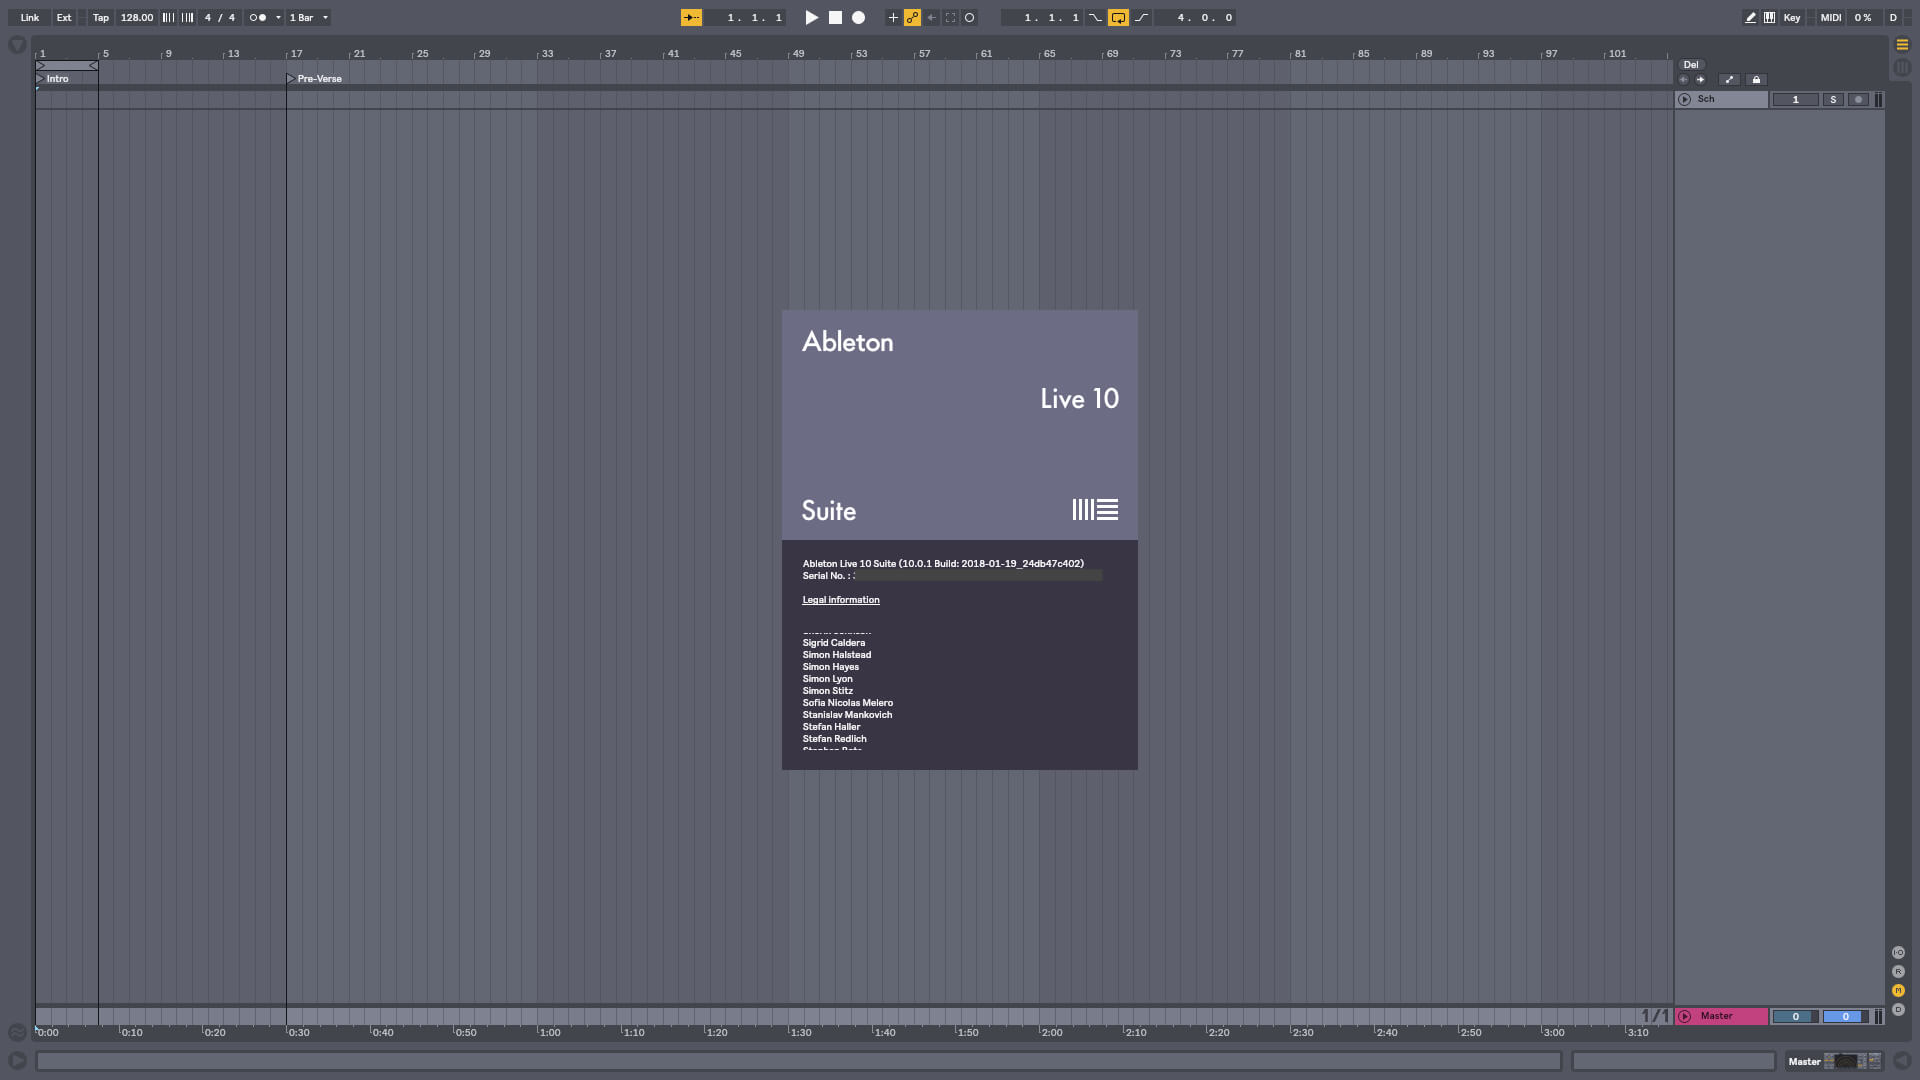 Link Ext Tap 128.00 4 / 4 1 Bar 1. 1. 1 1. 1. 1 4. 0. 0 Key MIDI 0 % D
1 5 9 13 17 21 25 29 33 37 41 45 49 53 57 61 65 69 73 77 81 85 89 93 97 101
Del
Intro Pre-Verse
Sch 1 S
Ableton
Live 10
Suite
Ableton Live 10 Suite (10.0.1 Build: 2018-01-19_24db47c402)
Serial No. :
Legal information
Sigrid Caldera
Simon Halstead
Simon Hayes
Simon Lyon
Simon Stitz
Sofia Nicolas Melero
Stanislav Mankovich
Stefan Haller
Stefan Redlich
I·O
R
M
D
1/1 Master 0 0
0:00 0:10 0:20 0:30 0:40 0:50 1:00 1:10 1:20 1:30 1:40 1:50 2:00 2:10 2:20 2:30 2:40 2:50 3:00 3:10
Master